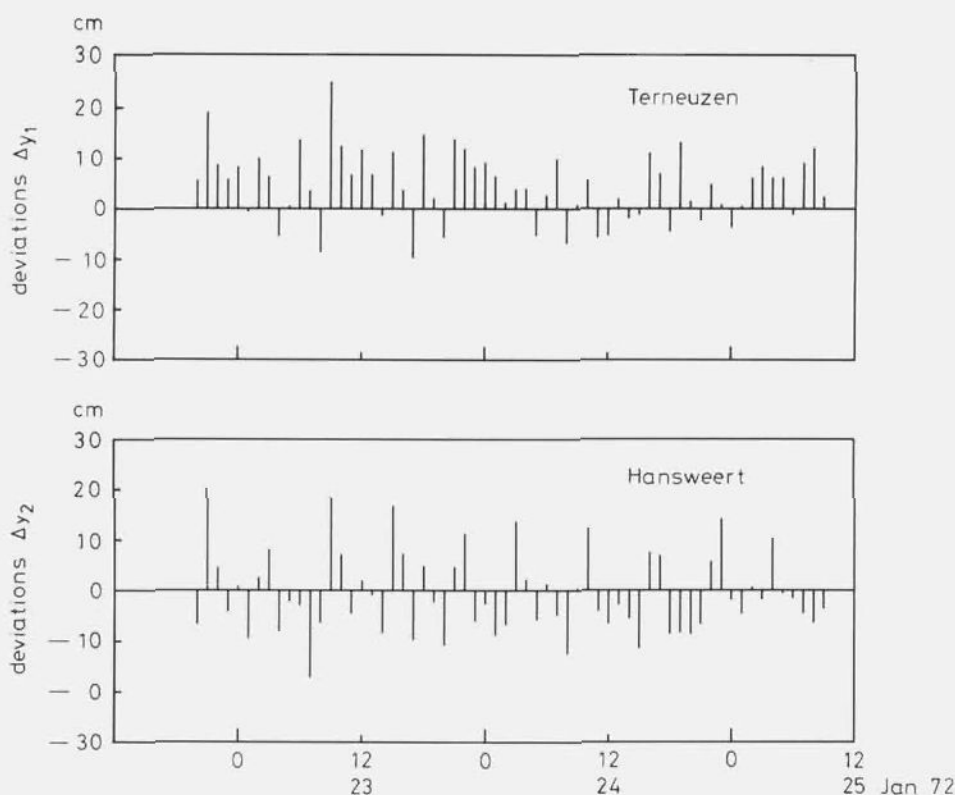 cm
30
20
10
0
— 10
— 20
— 30
deviations Δy₁
Terneuzen
cm
30
20
10
0
— 10
— 0
— 30
deviations Δy₂
Hansweert
0 12 0 12 0 12
23 24 25 Jan 72